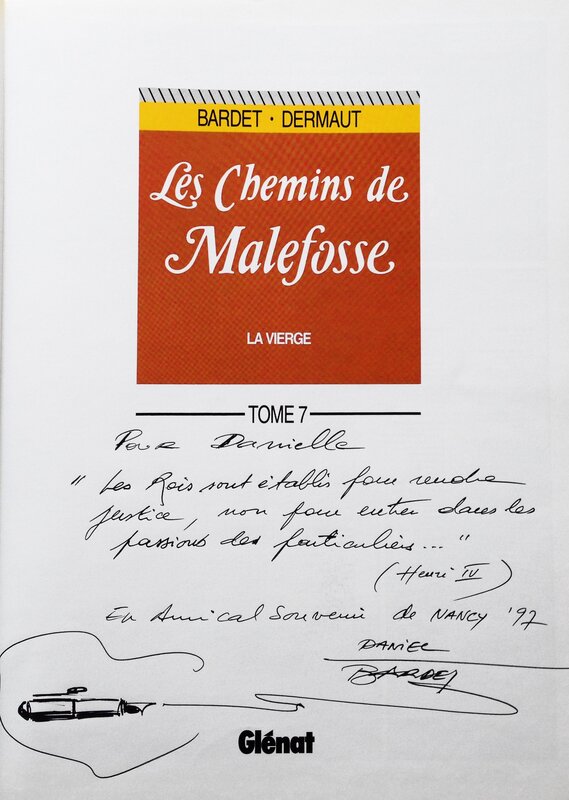 BARDET · DERMAUT
Les Chemins de
Malefosse
LA VIERGE
TOME 7
Pour Danielle
" Les Rois sont établis pour rendre
justice, non pour entrer dans les
passions des particuliers... "
(Henri IV)
En Amical Souvenir de NANCY '97
DANIEL
BARDET
Glénat